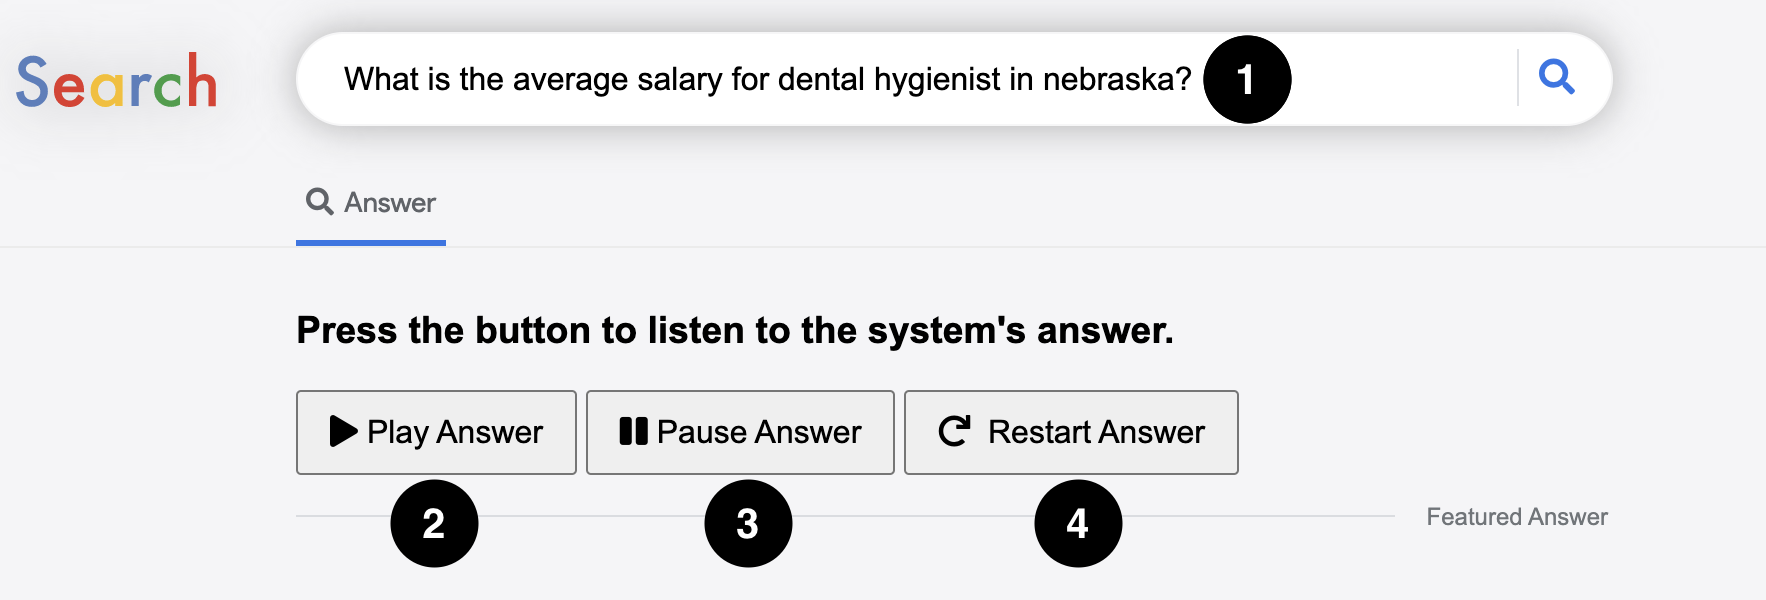 Search
What is the average salary for dental hygienist in nebraska? 1
Answer
Press the button to listen to the system's answer.
Play Answer Pause Answer Restart Answer
2 3 4
Featured Answer